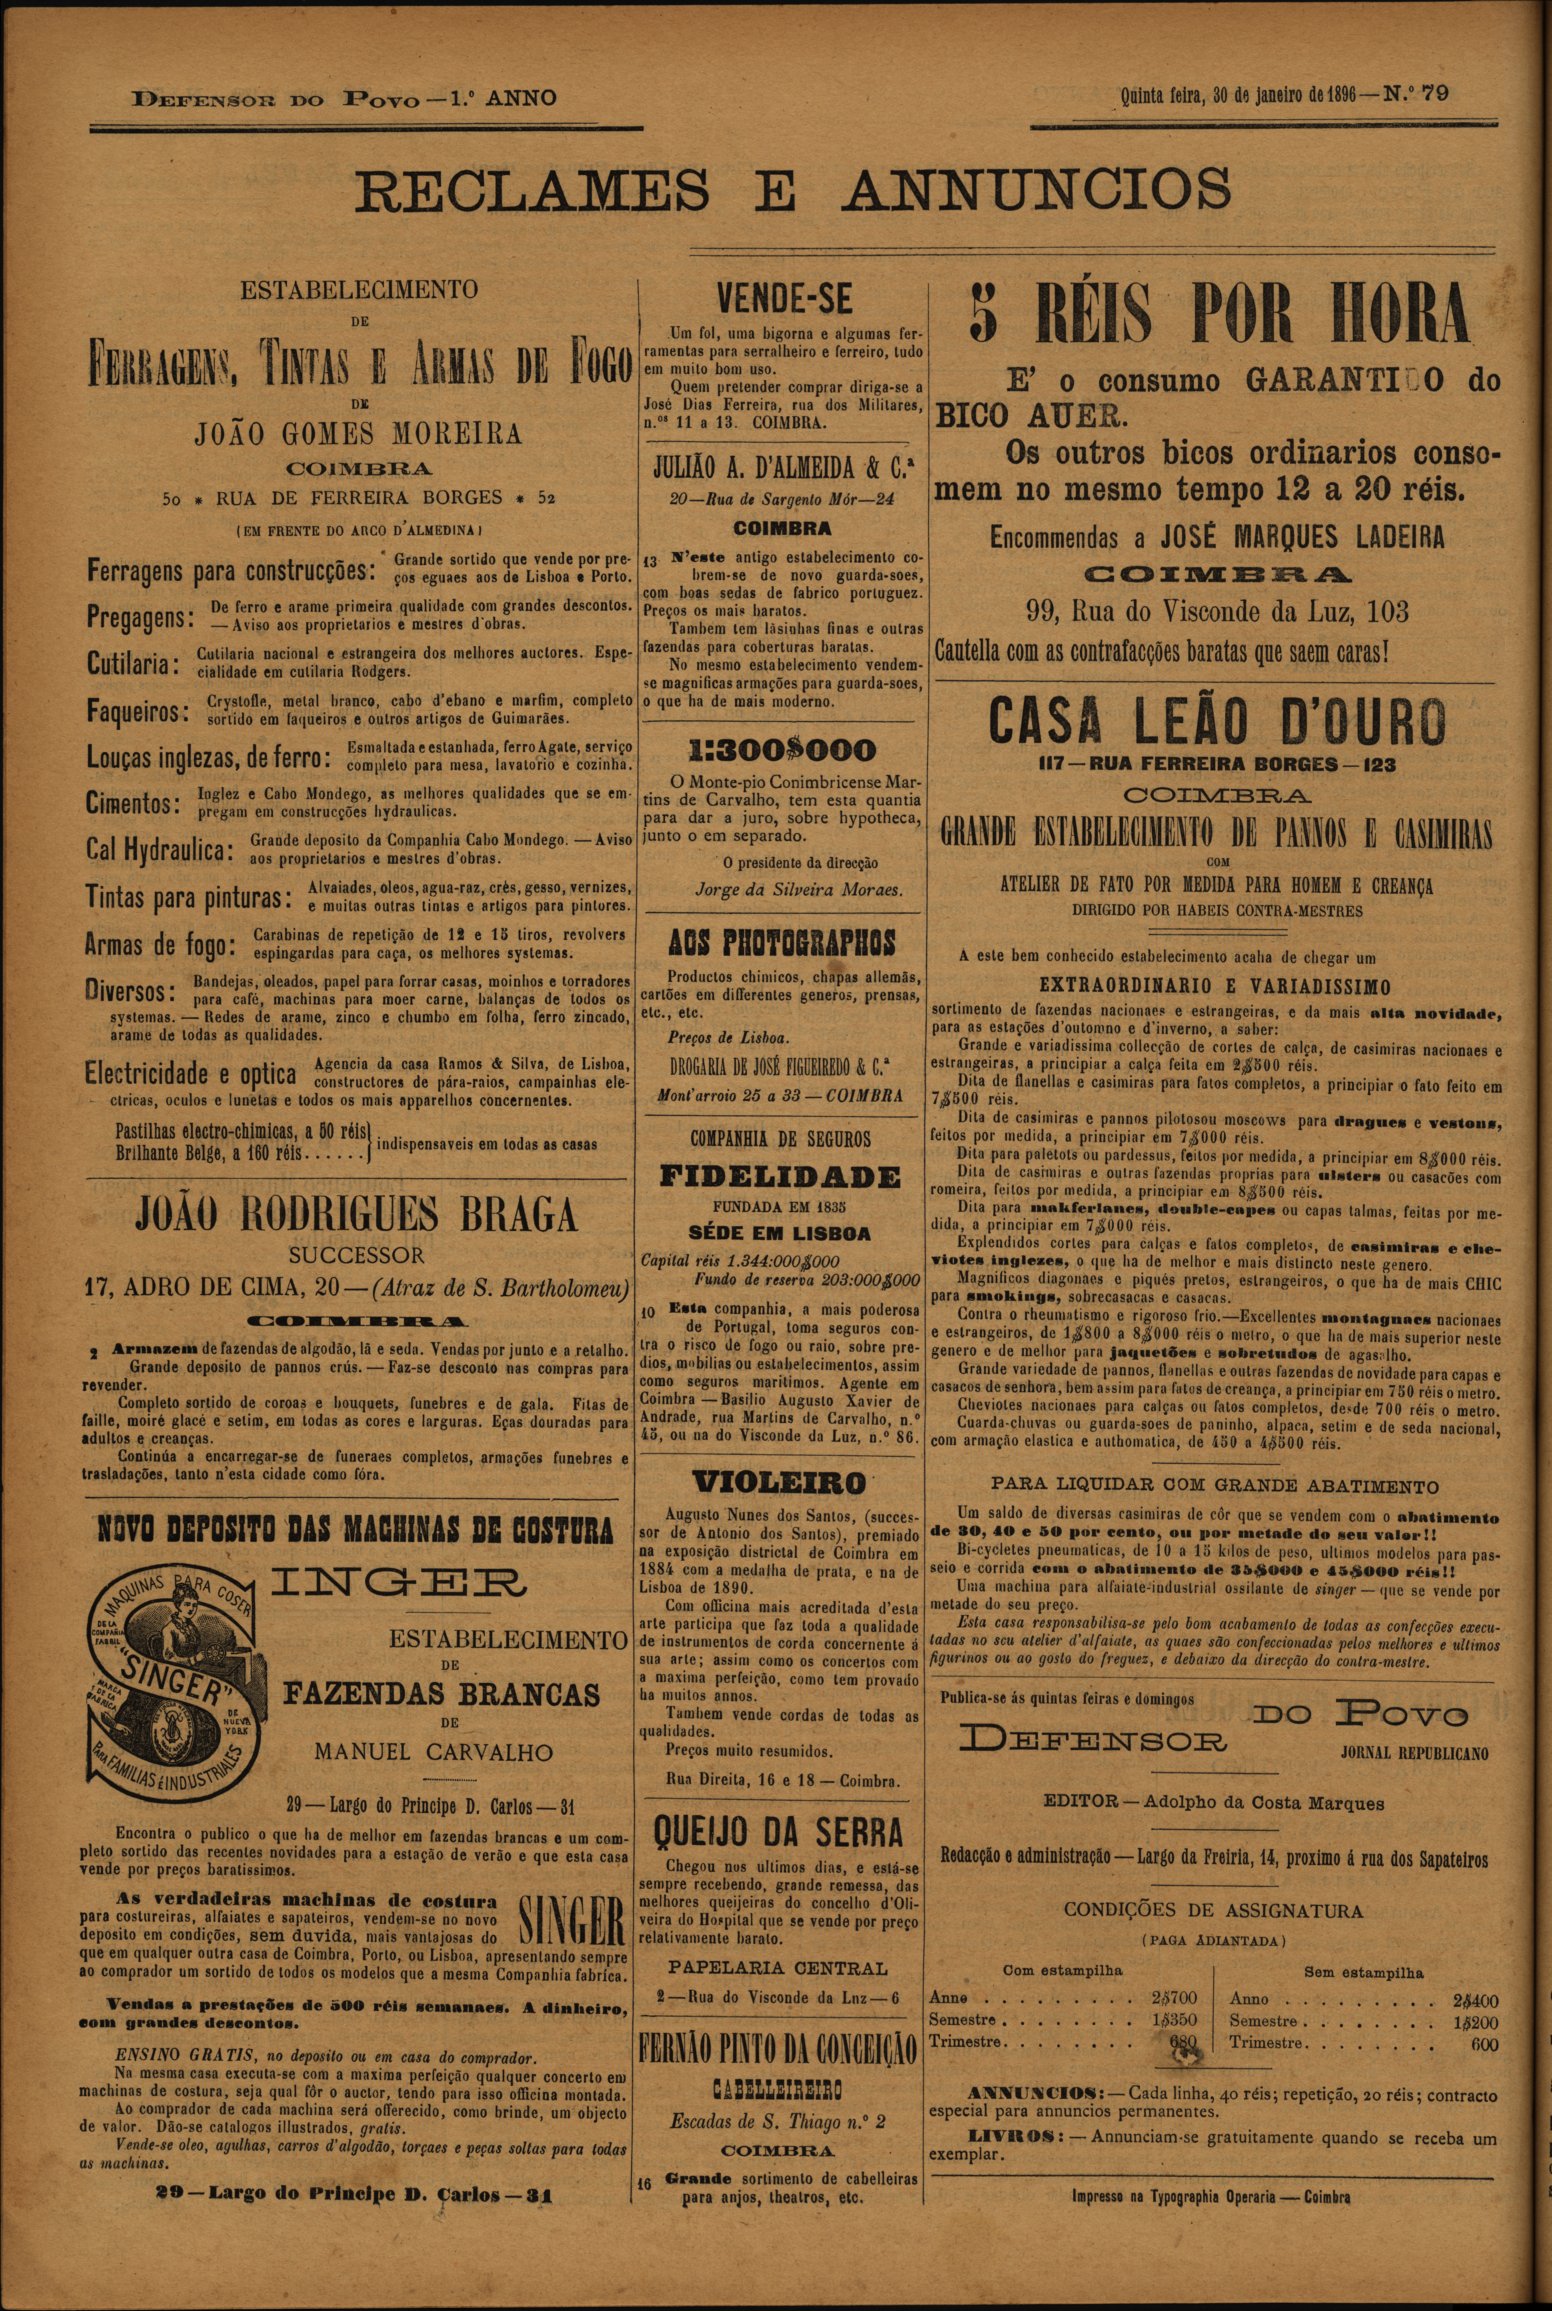 DEFENSOR DO POVO — 1.º ANNO
Quinta feira, 30 de janeiro de 1896 — N.º 79
RECLAMES E ANNUNCIOS
ESTABELECIMENTO
DE
FERRAGENS, TINTAS E ARMAS DE FOGO
DE
JOÃO GOMES MOREIRA
COIMBRA
50 * RUA DE FERREIRA BORGES * 52
(EM FRENTE DO ARCO D'ALMEDINA)
Ferragens para construcções: Grande sortido que vende por pre-
ços eguaes aos de Lisboa e Porto.
Pregagens: De ferro e arame primeira qualidade com grandes descontos.
— Aviso aos proprietarios e mestres d'obras.
Cutilaria: Cutilaria nacional e estrangeira dos melhores auctores. Espe-
cialidade em cutilaria Rodgers.
Faqueiros: Crystofle, metal branco, cabo d'ebano e marfim, completo
sortido em faqueiros e outros artigos de Guimarães.
Louças inglezas, de ferro: Esmaltada e estanhada, ferro Agate, serviço
completo para mesa, lavatorio e cozinha.
Cimentos: Inglez e Cabo Mondego, as melhores qualidades que se em-
pregam em construcções hydraulicas.
Cal Hydraulica: Grande deposito da Companhia Cabo Mondego. — Aviso
aos proprietarios e mestres d'obras.
Tintas para pinturas: Alvaiades, oleos, agua-raz, crés, gesso, vernizes,
e muitas outras tintas e artigos para pintores.
Armas de fogo: Carabinas de repetição de 12 e 15 tiros, revolvers
espingardas para caça, os melhores systemas.
Diversos: Bandejas, oleados, papel para forrar casas, moinhos e torradores
para café, machinas para moer carne, balanças de todos os
systemas. — Redes de arame, zinco e chumbo em folha, ferro zincado,
arame de todas as qualidades.
Electricidade e optica Agencia da casa Ramos & Silva, de Lisboa,
constructores de pára-raios, campainhas ele-
ctricas, oculos e lunetas e todos os mais apparelhos concernentes.
Pastilhas electro-chimicas, a 50 réis
Brilhante Belge, a 160 réis......} indispensaveis em todas as casas
JOÃO RODRIGUES BRAGA
SUCCESSOR
17, ADRO DE CIMA, 20 — (Atraz de S. Bartholomeu)
COIMBRA
2 Armazem de fazendas de algodão, lã e seda. Vendas por junto e a retalho.
Grande deposito de pannos crús. — Faz-se desconto nas compras para
revender.
Completo sortido de coroas e bouquets, funebres e de gala. Fitas de
faille, moiré glacé e setim, em todas as cores e larguras. Eças douradas para
adultos e creanças.
Continúa a encarregar-se de funeraes completos, armações funebres e
trasladações, tanto n'esta cidade como fóra.
NOVO DEPOSITO DAS MACHINAS DE COSTURA
MAQUINAS PARA COSER
DE LA
COMPAÑIA
FABRIL
"SINGER"
MARCA
DE LA
FABRICA
DE
NUEVA
YORK
PARA FAMILIAS É INDUSTRIALES
INGER
ESTABELECIMENTO
DE
FAZENDAS BRANCAS
DE
MANUEL CARVALHO
29 — Largo do Principe D. Carlos — 31
Encontra o publico o que ha de melhor em fazendas brancas e um com-
pleto sortido das recentes novidades para a estação de verão e que esta casa
vende por preços baratissimos.
As verdadeiras machinas de costura
para costureiras, alfaiates e sapateiros, vendem-se no novo
deposito em condições, sem duvida, mais vantajosas do
SINGER
que em qualquer outra casa de Coimbra, Porto, ou Lisboa, apresentando sempre
ao comprador um sortido de todos os modelos que a mesma Companhia fabríca.
Vendas a prestações de 500 réis semanaes. A dinheiro,
com grandes descontos.
ENSINO GRATIS, no deposito ou em casa do comprador.
Na mesma casa executa-se com a maxima perfeição qualquer concerto em
machinas de costura, seja qual fôr o auctor, tendo para isso officina montada.
Ao comprador de cada machina será offerecido, como brinde, um objecto
de valor. Dão-se catalogos illustrados, gratis.
Vende-se oleo, agulhas, carros d'algodão, torçaes e peças soltas para todas
as machinas.
29 — Largo do Principe D. Carlos — 31
VENDE-SE
Um fol, uma bigorna e algumas fer-
ramentas para serralheiro e ferreiro, tudo
em muito bom uso.
Quem pretender comprar diriga-se a
José Dias Ferreira, rua dos Militares,
n.os 11 a 13. COIMBRA.
JULIÃO A. D'ALMEIDA & C.ª
20 — Rua de Sargento Mór — 24
COIMBRA
13 N'este antigo estabelecimento co-
brem-se de novo guarda-soes,
com boas sedas de fabrico portuguez.
Preços os mais baratos.
Tambem tem lãsinhas finas e outras
fazendas para coberturas baratas.
No mesmo estabelecimento vendem-
se magnificas armações para guarda-soes,
o que ha de mais moderno.
1:300$000
O Monte-pio Conimbricense Mar-
tins de Carvalho, tem esta quantia
para dar a juro, sobre hypotheca,
junto o em separado.
O presidente da direcção
Jorge da Silveira Moraes.
AOS PHOTOGRAPHOS
Productos chimicos, chapas allemãs,
cartões em differentes generos, prensas,
etc., etc.
Preços de Lisboa.
DROGARIA DE JOSÉ FIGUEIREDO & C.ª
Mont'arroio 25 a 33 — COIMBRA
COMPANHIA DE SEGUROS
FIDELIDADE
FUNDADA EM 1835
SÉDE EM LISBOA
Capital réis 1.344:000$000
Fundo de reserva 203:000$000
10 Esta companhia, a mais poderosa
de Portugal, toma seguros con-
tra o risco de fogo ou raio, sobre pre-
dios, mobilias ou estabelecimentos, assim
como seguros maritimos. Agente em
Coimbra — Basilio Augusto Xavier de
Andrade, rua Martins de Carvalho, n.º
45, ou na do Visconde da Luz, n.º 86.
VIOLEIRO
Augusto Nunes dos Santos, (succes-
sor de Antonio dos Santos), premiado
na exposição districtal de Coimbra em
1884 com a medalha de prata, e na de
Lisboa de 1890.
Com officina mais acreditada d'esta
arte participa que faz toda a qualidade
de instrumentos de corda concernente á
sua arte; assim como os concertos com
a maxima perfeição, como tem provado
ha muitos annos.
Tambem vende cordas de todas as
qualidades.
Preços muito resumidos.
Rua Direita, 16 e 18 — Coimbra.
QUEIJO DA SERRA
Chegou nos ultimos dias, e está-se
sempre recebendo, grande remessa, das
melhores queijeiras do concelho d'Oli-
veira do Hospital que se vende por preço
relativamente barato.
PAPELARIA CENTRAL
2 — Rua do Visconde da Lnz — 6
FERNÃO PINTO DA CONCEIÇÃO
CABELLEIREIRO
Escadas de S. Thiago n.º 2
COIMBRA
16 Grande sortimento de cabelleiras
para anjos, theatros, etc.
5 RÉIS POR HORA
E' o consumo GARANTIDO do
BICO AUER.
Os outros bicos ordinarios conso-
mem no mesmo tempo 12 a 20 réis.
Encommendas a JOSÉ MARQUES LADEIRA
COIMBRA
99, Rua do Visconde da Luz, 103
Cautella com as contrafacções baratas que saem caras!
CASA LEÃO D'OURO
117 — RUA FERREIRA BORGES — 123
COIMBRA
GRANDE ESTABELECIMENTO DE PANNOS E CASIMIRAS
COM
ATELIER DE FATO POR MEDIDA PARA HOMEM E CREANÇA
DIRIGIDO POR HABEIS CONTRA-MESTRES
A este bem conhecido estabelecimento acaba de chegar um
EXTRAORDINARIO E VARIADISSIMO
sortimento de fazendas nacionaes e estrangeiras, e da mais alta novidade,
para as estações d'outomno e d'inverno, a saber:
Grande e variadissima collecção de cortes de calça, de casimiras nacionaes e
estrangeiras, a principiar a calça feita em 2$500 réis.
Dita de flanellas e casimiras para fatos completos, a principiar o fato feito em
7$500 réis.
Dita de casimiras e pannos pilotosou moscows para dragues e vestons,
feitos por medida, a principiar em 7$000 réis.
Dita para paletots ou pardessus, feitos por medida, a principiar em 8$000 réis.
Dita de casimiras e outras fazendas proprias para ulsters ou casacões com
romeira, feitos por medida, a principiar em 8$500 réis.
Dita para makferlanes, double-capes ou capas talmas, feitas por me-
dida, a principiar em 7$000 réis.
Explendidos cortes para calças e fatos completos, de casimiras e che-
viotes inglezes, o que ha de melhor e mais distincto neste genero.
Magnificos diagonaes e piqués pretos, estrangeiros, o que ha de mais CHIC
para smokings, sobrecasacas e casacas.
Contra o rheumatismo e rigoroso frio.—Excellentes montagnacs nacionaes
e estrangeiros, de 1$800 a 8$000 réis o metro, o que ha de mais superior neste
genero e de melhor para jaquetões e sobretudos de agasalho.
Grande variedade de pannos, flanellas e outras fazendas de novidade para capas e
casacos de senhora, bem assim para fatos de creança, a principiar em 750 réis o metro.
Cheviotes nacionaes para calças ou fatos completos, desde 700 réis o metro.
Cuarda-chuvas ou guarda-soes de paninho, alpaca, setim e de seda nacional,
com armação elastica e authomatica, de 450 a 4$500 réis.
PARA LIQUIDAR COM GRANDE ABATIMENTO
Um saldo de diversas casimiras de côr que se vendem com o abatimento
de 30, 40 e 50 por cento, ou por metade do seu valor!!
Bi-cycletes pneumaticas, de 10 a 15 kilos de peso, ultimos modelos para pas-
seio e corrida com o abatimento de 35$000 e 45$000 réis!!
Uma machina para alfaiate-industrial ossilante de singer — que se vende por
metade do seu preço.
Esta casa responsabilisa-se pelo bom acabamento de todas as confecções execu-
tadas no seu atelier d'alfaiate, as quaes são confeccionadas pelos melhores e ultimos
figurinos ou ao gosto do freguez, e debaixo da direcção do contra-mestre.
Publica-se ás quintas feiras e domingos
DEFENSOR DO POVO
JORNAL REPUBLICANO
EDITOR — Adolpho da Costa Marques
Redacção e administração — Largo da Freiria, 14, proximo á rua dos Sapateiros
CONDIÇÕES DE ASSIGNATURA
(PAGA ADIANTADA)
Com estampilha
Anno . . . . . . . . . 2$700
Semestre . . . . . . . . 1$350
Trimestre . . . . . . . . 680
Sem estampilha
Anno . . . . . . . . . 2$400
Semestre . . . . . . . . 1$200
Trimestre . . . . . . . . 600
ANNUNCIOS: — Cada linha, 40 réis; repetição, 20 réis; contracto
especial para annuncios permanentes.
LIVROS: — Annunciam-se gratuitamente quando se receba um
exemplar.
Impresso na Typographia Operaria — Coimbra